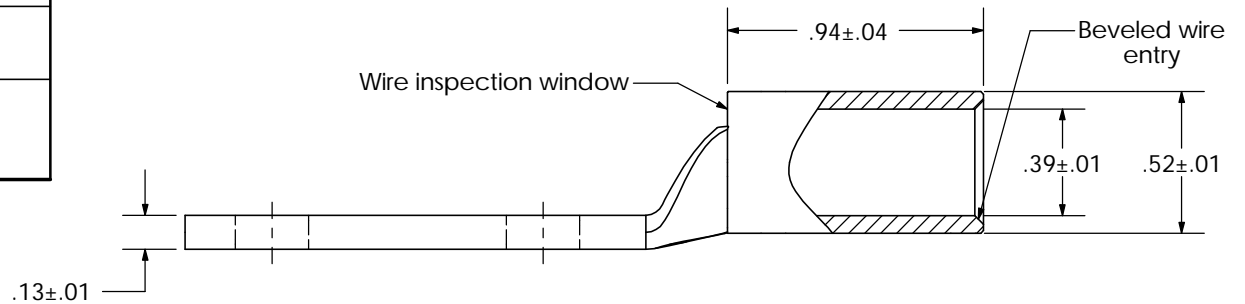 .94±.04
Beveled wire
entry
Wire inspection window
.39±.01
.52±.01
.13±.01